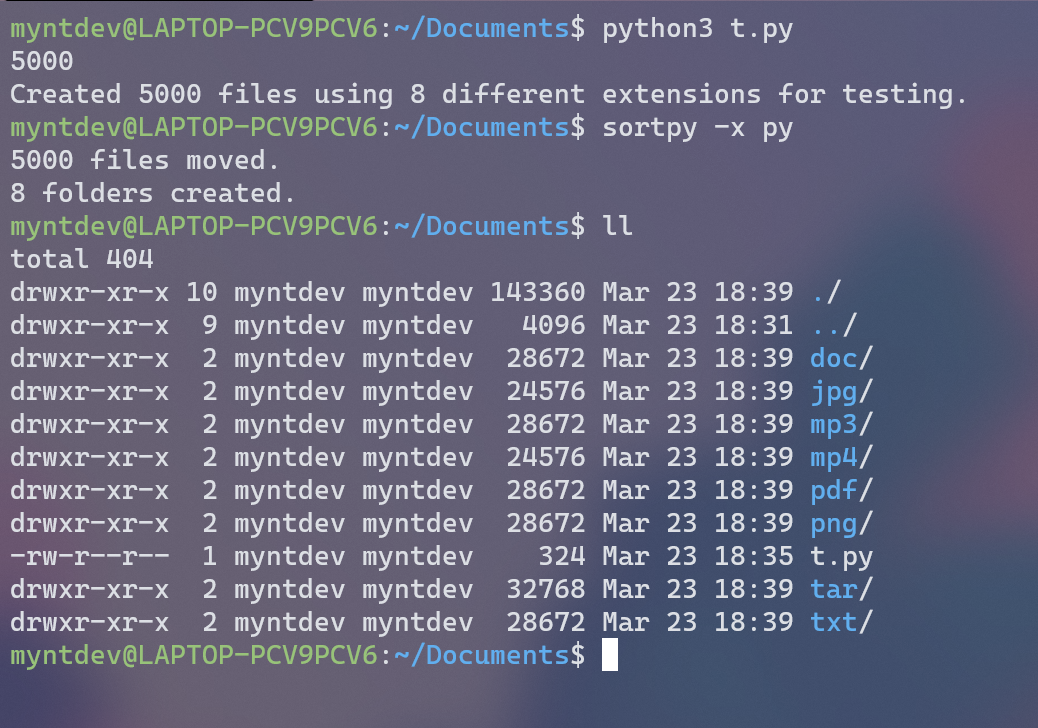 myntdev@LAPTOP-PCV9PCV6:~/Documents$ python3 t.py
5000
Created 5000 files using 8 different extensions for testing.
myntdev@LAPTOP-PCV9PCV6:~/Documents$ sortpy -x py
5000 files moved.
8 folders created.
myntdev@LAPTOP-PCV9PCV6:~/Documents$ ll
total 404
drwxr-xr-x 10 myntdev myntdev 143360 Mar 23 18:39 ./
drwxr-xr-x  9 myntdev myntdev   4096 Mar 23 18:31 ../
drwxr-xr-x  2 myntdev myntdev  28672 Mar 23 18:39 doc/
drwxr-xr-x  2 myntdev myntdev  24576 Mar 23 18:39 jpg/
drwxr-xr-x  2 myntdev myntdev  28672 Mar 23 18:39 mp3/
drwxr-xr-x  2 myntdev myntdev  24576 Mar 23 18:39 mp4/
drwxr-xr-x  2 myntdev myntdev  28672 Mar 23 18:39 pdf/
drwxr-xr-x  2 myntdev myntdev  28672 Mar 23 18:39 png/
-rw-r--r--  1 myntdev myntdev    324 Mar 23 18:35 t.py
drwxr-xr-x  2 myntdev myntdev  32768 Mar 23 18:39 tar/
drwxr-xr-x  2 myntdev myntdev  28672 Mar 23 18:39 txt/
myntdev@LAPTOP-PCV9PCV6:~/Documents$